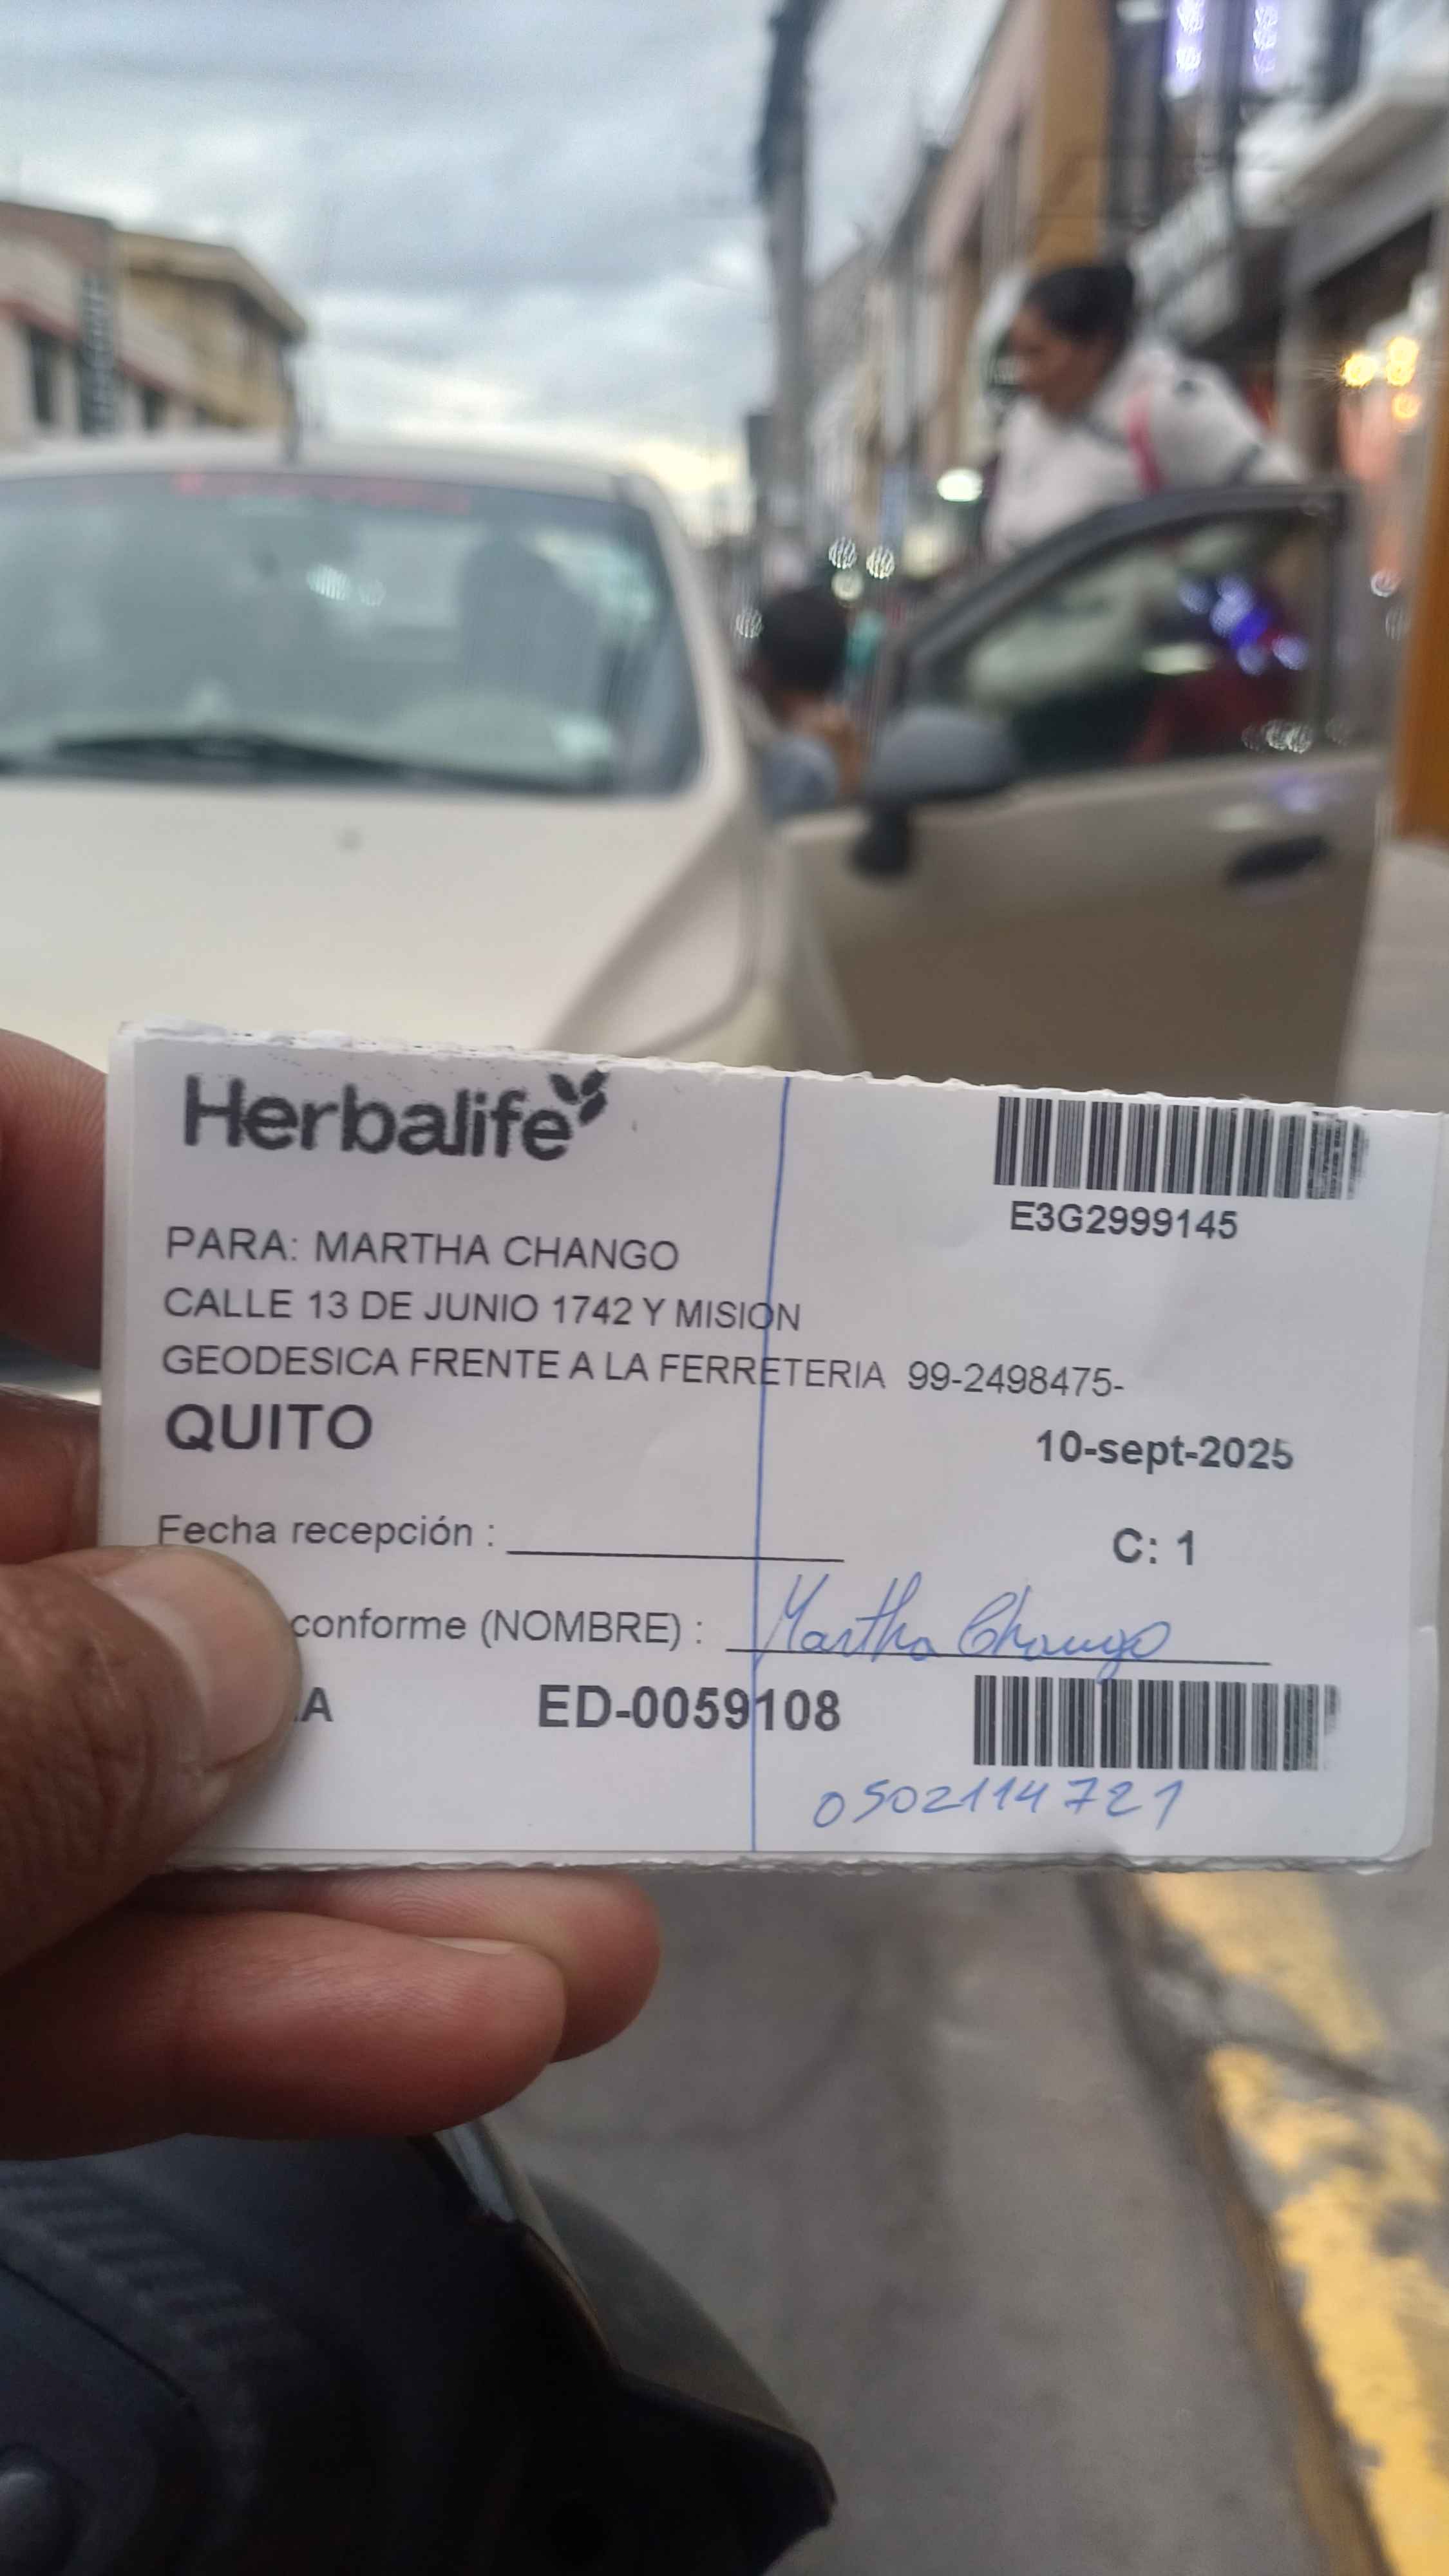 Herbalife
E3G2999145
PARA: MARTHA CHANGO
CALLE 13 DE JUNIO 1742 Y MISION
GEODESICA FRENTE A LA FERRETERIA 99-2498475-
QUITO
10-sept-2025
Fecha recepción :
C: 1
conforme (NOMBRE) : Martha Chango
A ED-0059108
0502114721